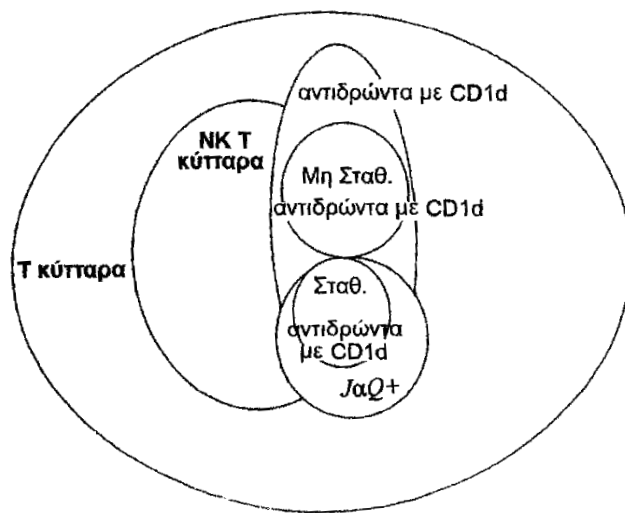 αντιδρώντα με CD1d
NK T
κύτταρα
Μη Σταθ.
αντιδρώντα με CD1d
Τ κύτταρα
Σταθ.
αντιδρώντα
με CD1d
JαQ+